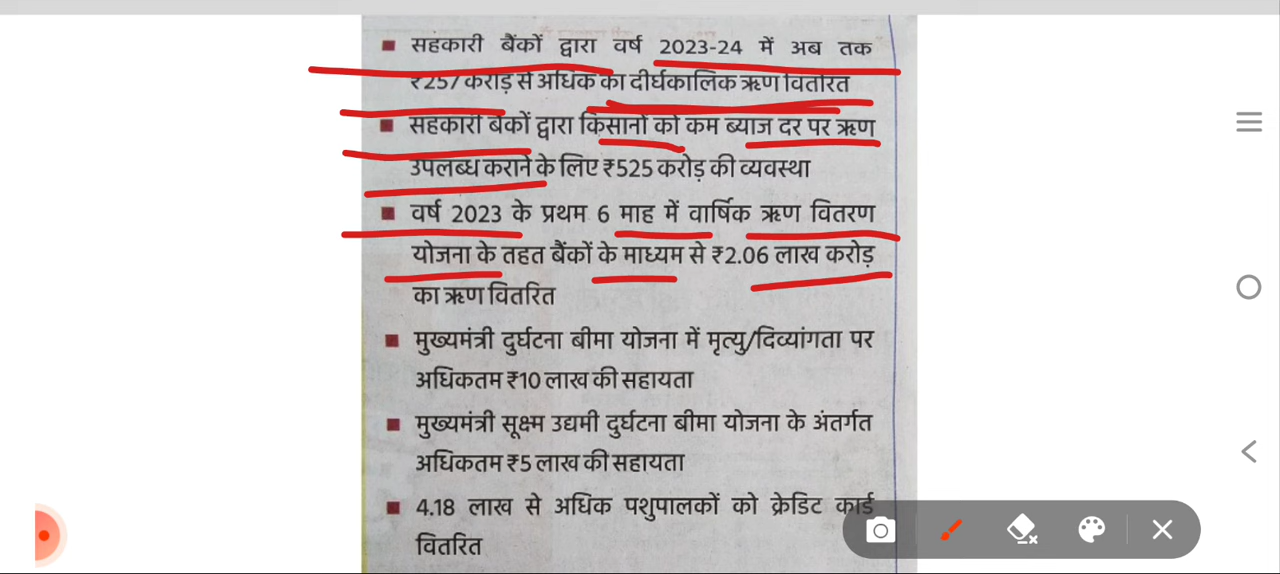 ■ सहकारी बैंकों द्वारा वर्ष 2023-24 में अब तक
₹257 करोड़ से अधिक का दीर्घकालिक ऋण वितरित
■ सहकारी बैंकों द्वारा किसानों को कम ब्याज दर पर ऋण
उपलब्ध कराने के लिए ₹525 करोड़ की व्यवस्था
■ वर्ष 2023 के प्रथम 6 माह में वार्षिक ऋण वितरण
योजना के तहत बैंकों के माध्यम से ₹2.06 लाख करोड़
का ऋण वितरित
■ मुख्यमंत्री दुर्घटना बीमा योजना में मृत्यु/दिव्यांगता पर
अधिकतम ₹10 लाख की सहायता
■ मुख्यमंत्री सूक्ष्म उद्यमी दुर्घटना बीमा योजना के अंतर्गत
अधिकतम ₹5 लाख की सहायता
■ 4.18 लाख से अधिक पशुपालकों को क्रेडिट कार्ड
वितरित